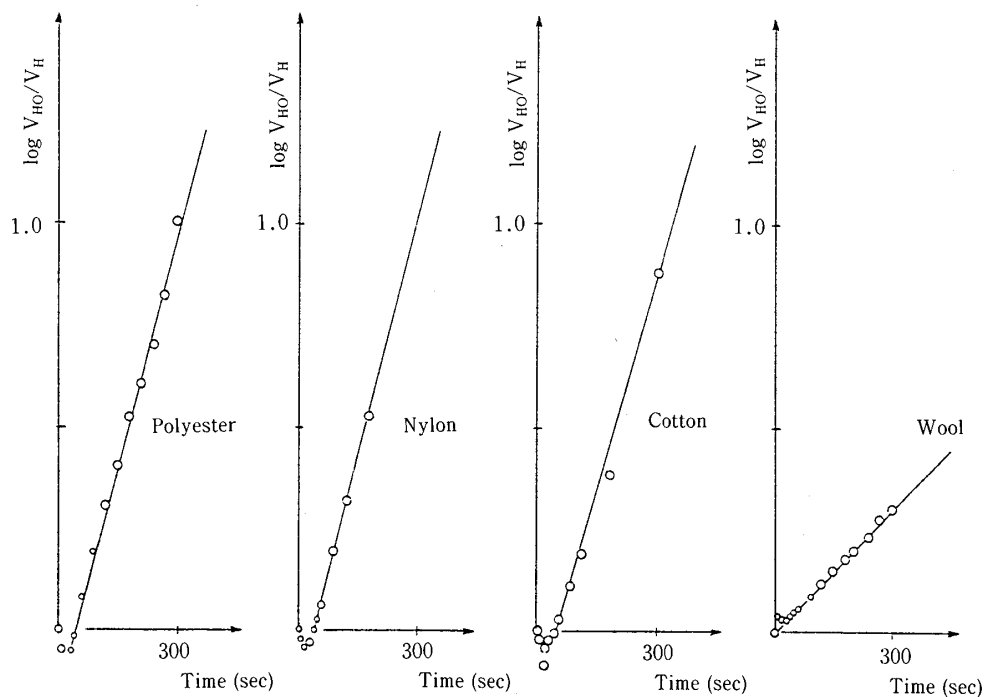 log V_HO/V_H
1.0
Polyester
300
Time (sec)
log V_HO/V_H
1.0
Nylon
300
Time (sec)
log V_HO/V_H
1.0
Cotton
300
Time (sec)
log V_HO/V_H
1.0
Wool
300
Time (sec)